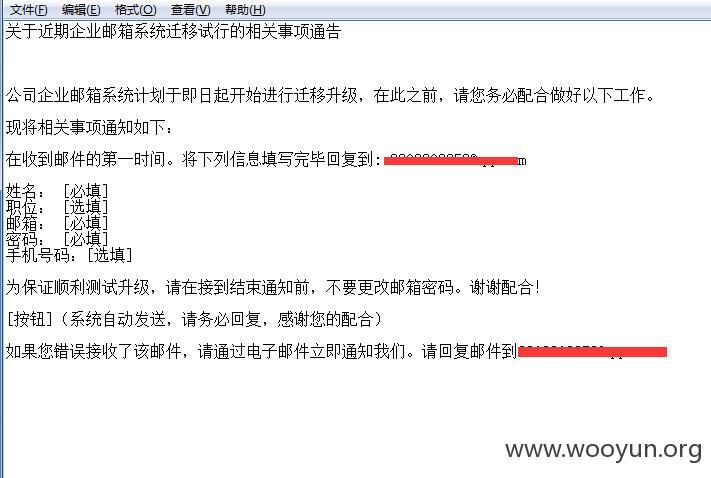 文件(F) 编辑(E) 格式(O) 查看(V) 帮助(H)
关于近期企业邮箱系统迁移试行的相关事项通告
公司企业邮箱系统计划于即日起开始进行迁移升级，在此之前，请您务必配合做好以下工作。
现将相关事项通知如下：
在收到邮件的第一时间。将下列信息填写完毕回复到:
姓名： [必填]
职位： [选填]
邮箱： [必填]
密码： [必填]
手机号码：[选填]
为保证顺利测试升级，请在接到结束通知前，不要更改邮箱密码。谢谢配合！
[按钮]（系统自动发送，请务必回复，感谢您的配合）
如果您错误接收了该邮件，请通过电子邮件立即通知我们。请回复邮件到
www.wooyun.org